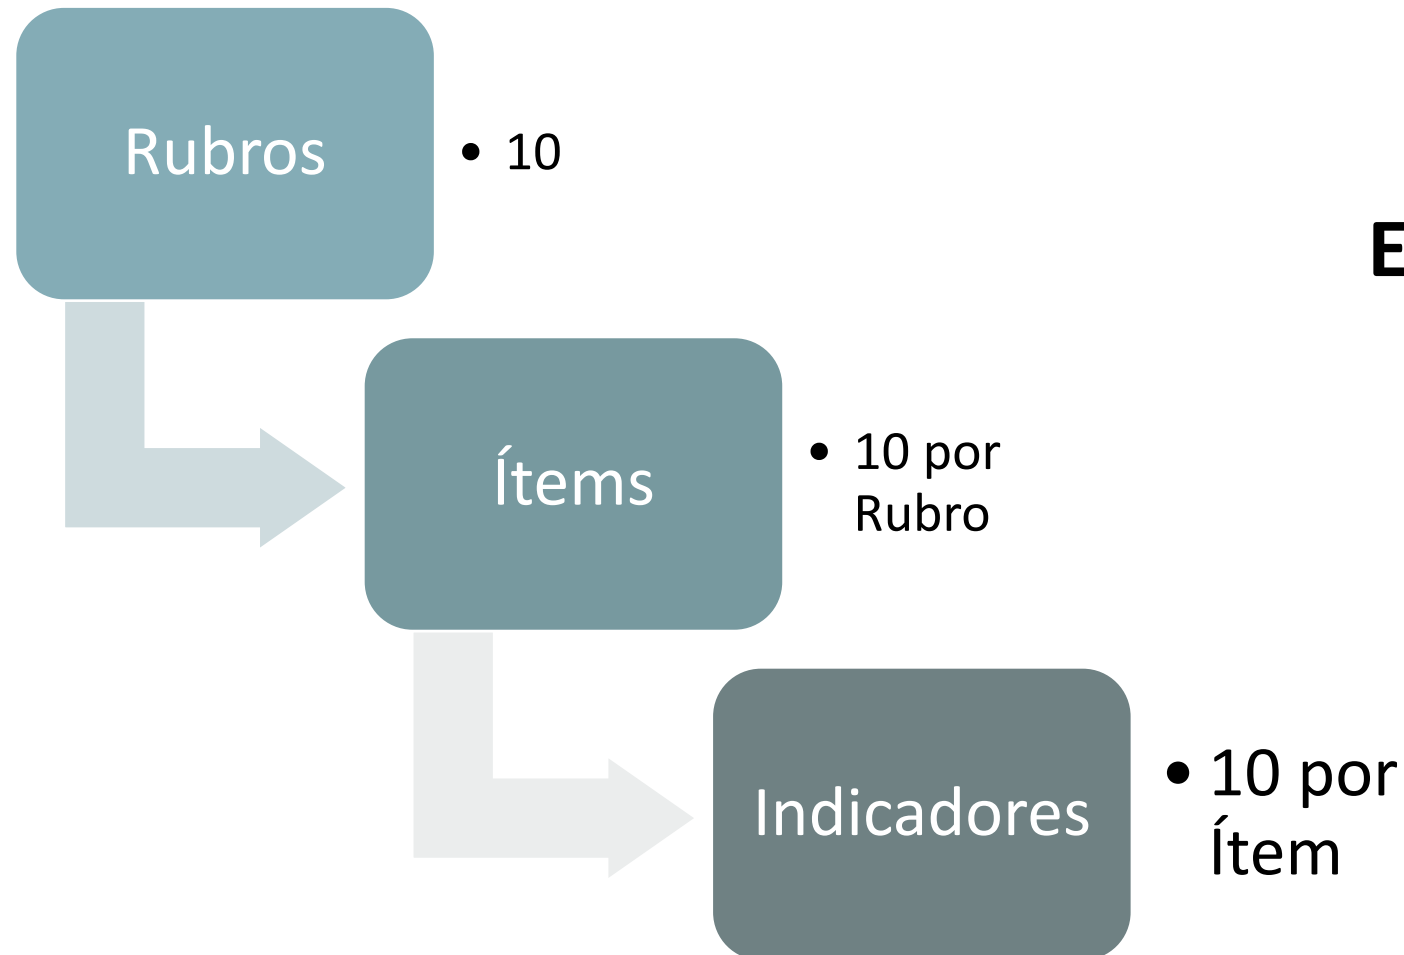 Rubros
• 10
E
Ítems
• 10 por
Rubro
Indicadores
• 10 por
Ítem